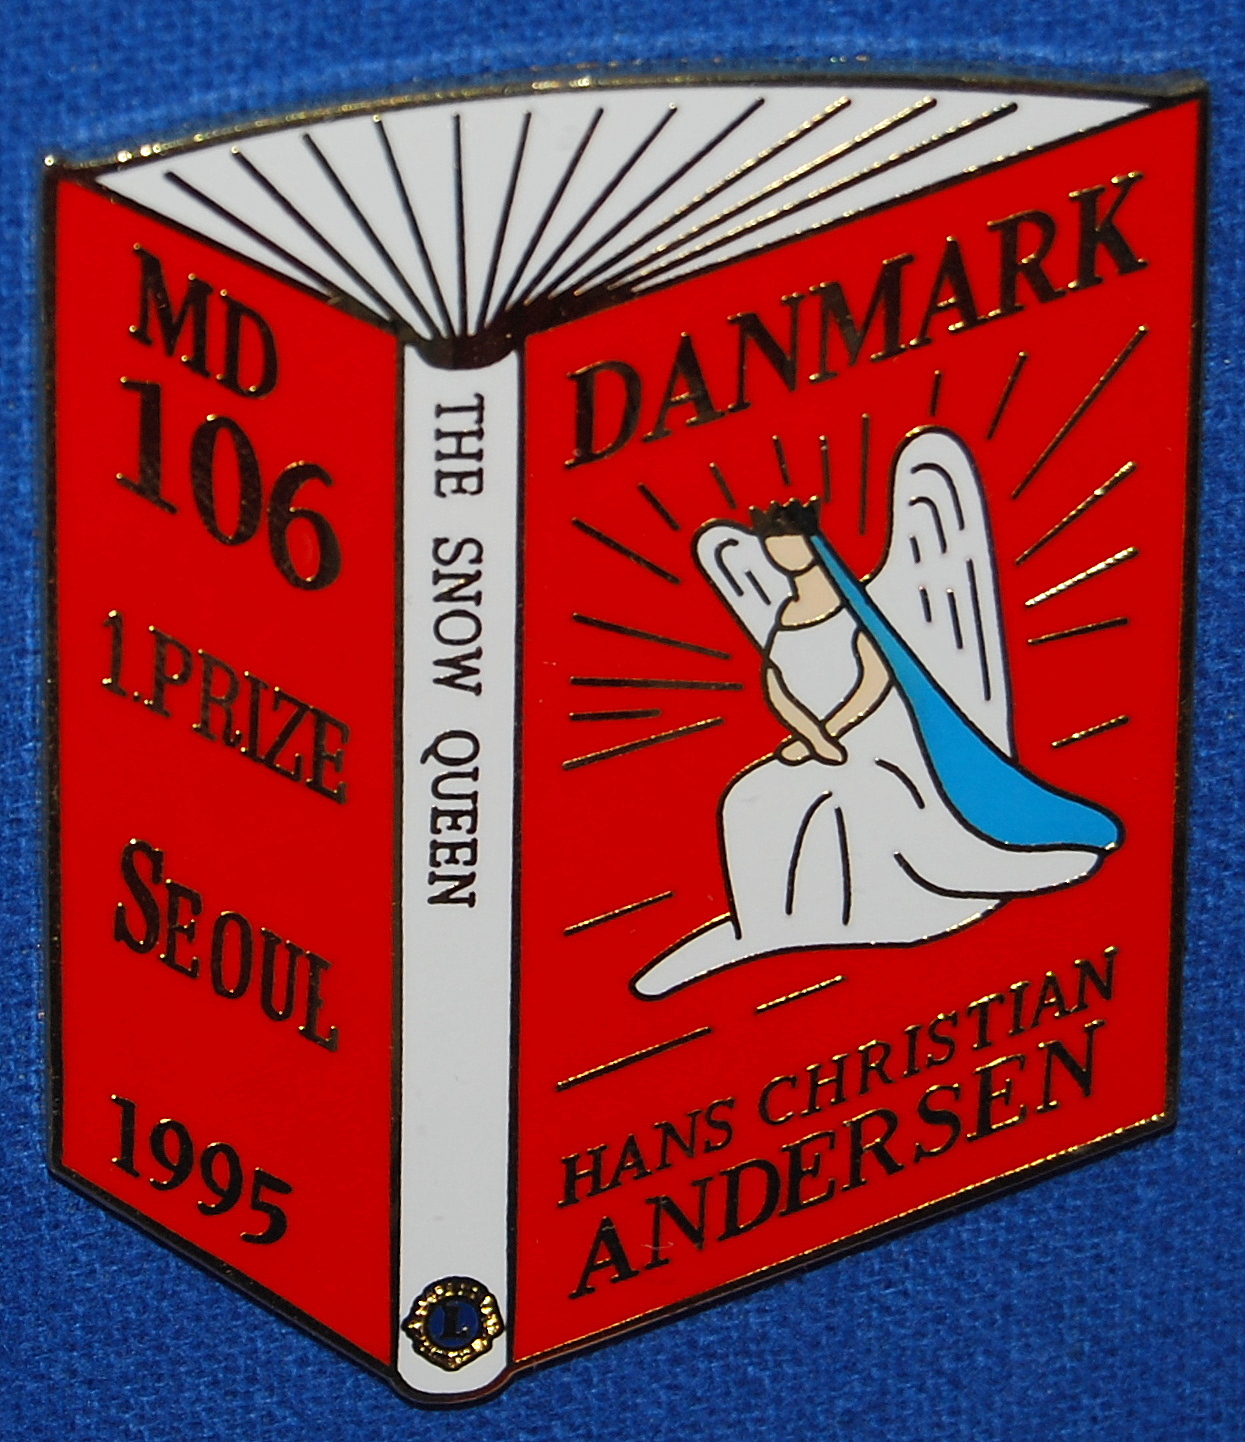 MD
106
1.PRIZE
SEOUL
1995
THE SNOW QUEEN
L
DANMARK
HANS CHRISTIAN
ANDERSEN